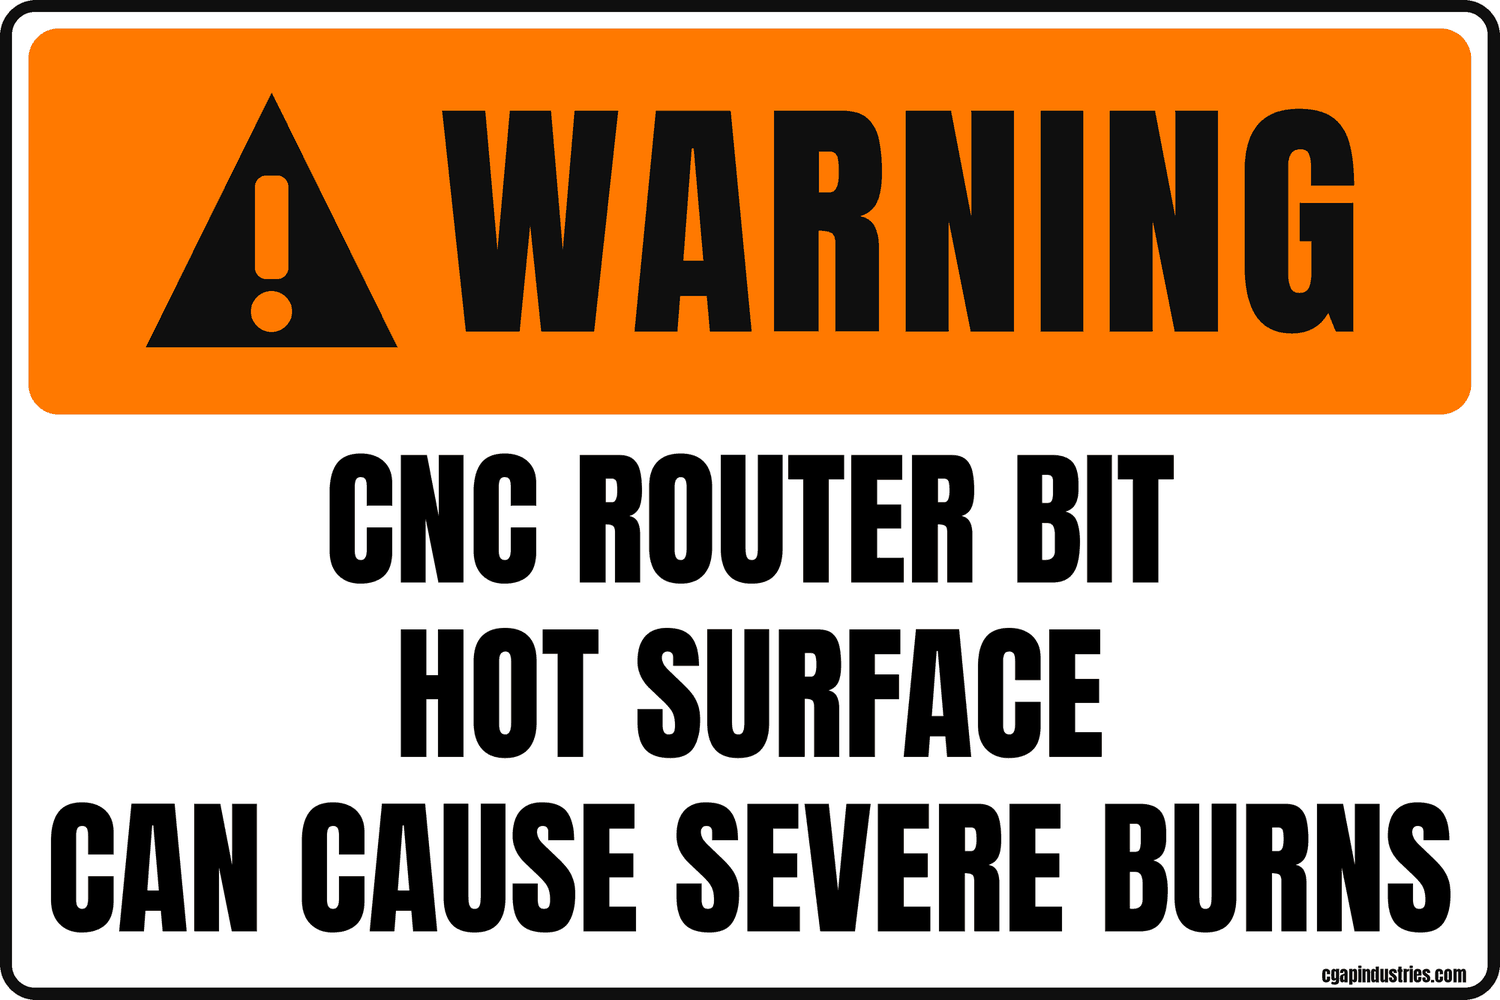 WARNING
CNC ROUTER BIT
HOT SURFACE
CAN CAUSE SEVERE BURNS
cgapindustries.com